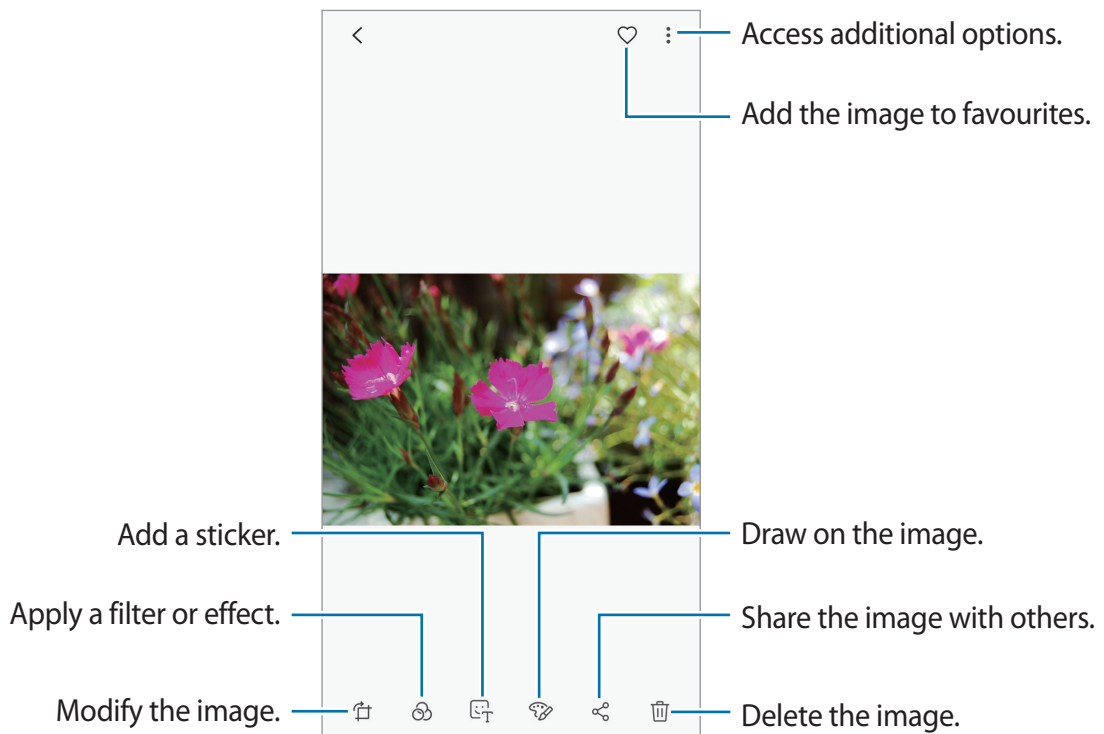 Access additional options.
Add the image to favourites.
Add a sticker.
Draw on the image.
Apply a filter or effect.
Share the image with others.
Modify the image.
Delete the image.